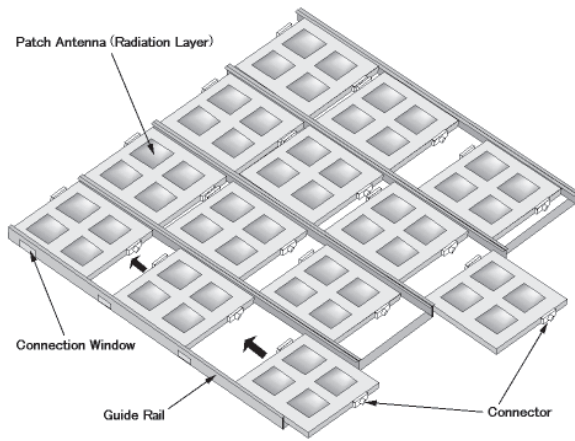 Patch Antenna (Radiation Layer)
Connection Window
Guide Rail
Connector